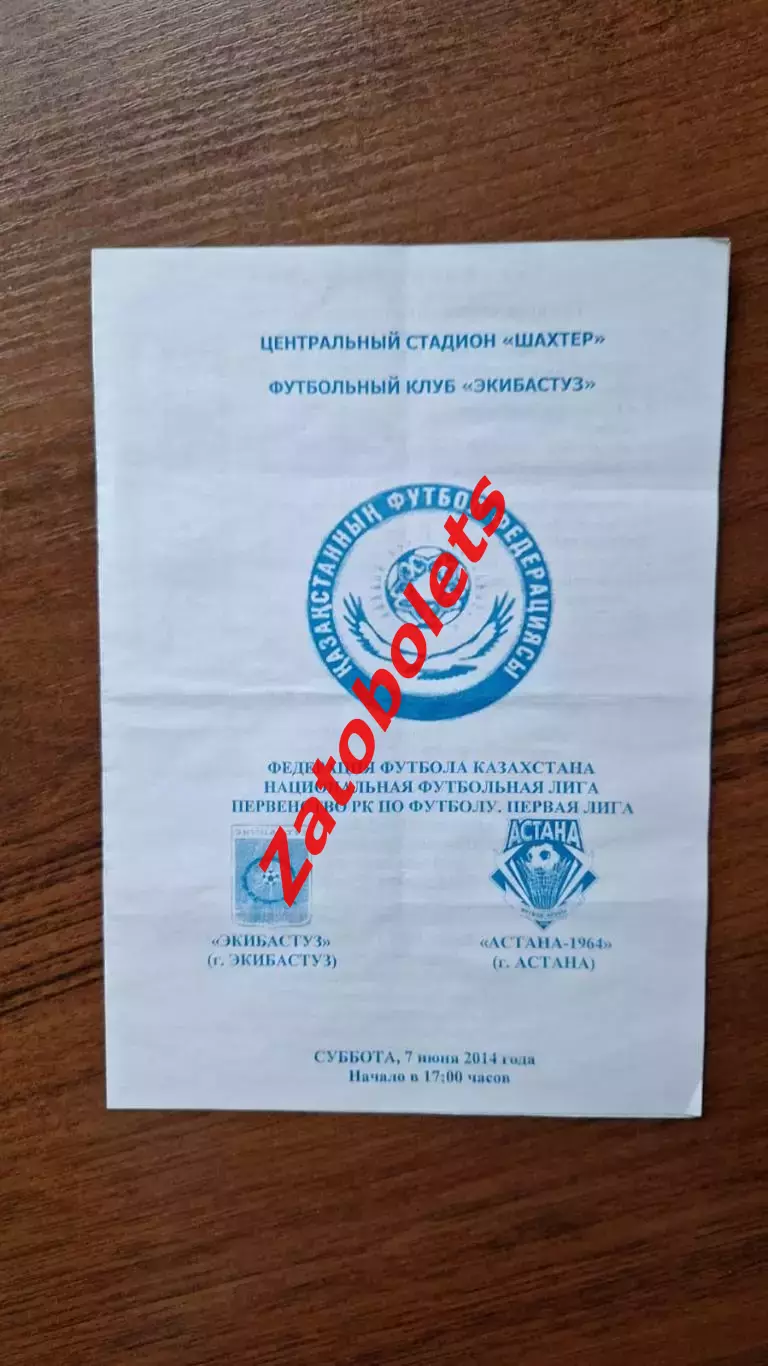 ЦЕНТРАЛЬНЫЙ СТАДИОН «ШАХТЕР»
ФУТБОЛЬНЫЙ КЛУБ «ЭКИБАСТУЗ»
ҚАЗАҚСТАННЫҢ ФУТБОЛ ФЕДЕРАЦИЯСЫ
Zatobolets
ФЕДЕРАЦИЯ ФУТБОЛА КАЗАХСТАНА
НАЦИОНАЛЬНАЯ ФУТБОЛЬНАЯ ЛИГА
ПЕРВЕНСТВО РК ПО ФУТБОЛУ. ПЕРВАЯ ЛИГА
ЭКИБАСТУЗ
АСТАНА
«ЭКИБАСТУЗ»
(г. ЭКИБАСТУЗ)
«АСТАНА-1964»
(г. АСТАНА)
СУББОТА, 7 июня 2014 года
Начало в 17:00 часов